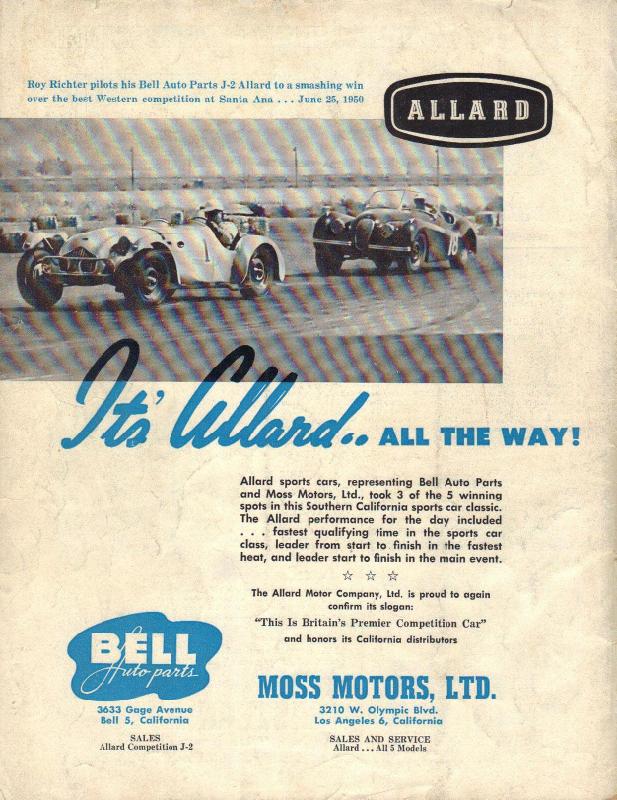 Roy Richter pilots his Bell Auto Parts J-2 Allard to a smashing win
over the best Western competition at Santa Ana . . . June 25, 1950
ALLARD
1
18
It's Allard.. ALL THE WAY!
Allard sports cars, representing Bell Auto Parts
and Moss Motors, Ltd., took 3 of the 5 winning
spots in this Southern California sports car classic.
The Allard performance for the day included
. . . fastest qualifying time in the sports car
class, leader from start to finish in the fastest
heat, and leader start to finish in the main event.
☆ ☆ ☆
The Allard Motor Company, Ltd. is proud to again
confirm its slogan:
"This Is Britain's Premier Competition Car"
and honors its California distributors
BELL
Auto parts
3633 Gage Avenue
Bell 5, California
SALES
Allard Competition J-2
MOSS MOTORS, LTD.
3210 W. Olympic Blvd.
Los Angeles 6, California
SALES AND SERVICE
Allard . . . All 5 Models